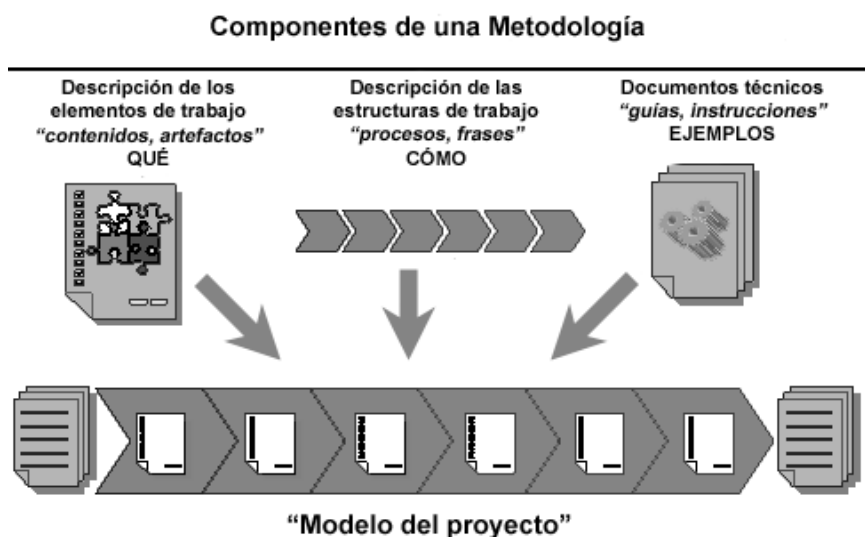 Componentes de una Metodología
Descripción de los
elementos de trabajo
“contenidos, artefactos”
QUÉ
Descripción de las
estructuras de trabajo
“procesos, frases”
CÓMO
Documentos técnicos
“guías, instrucciones”
EJEMPLOS
“Modelo del proyecto”